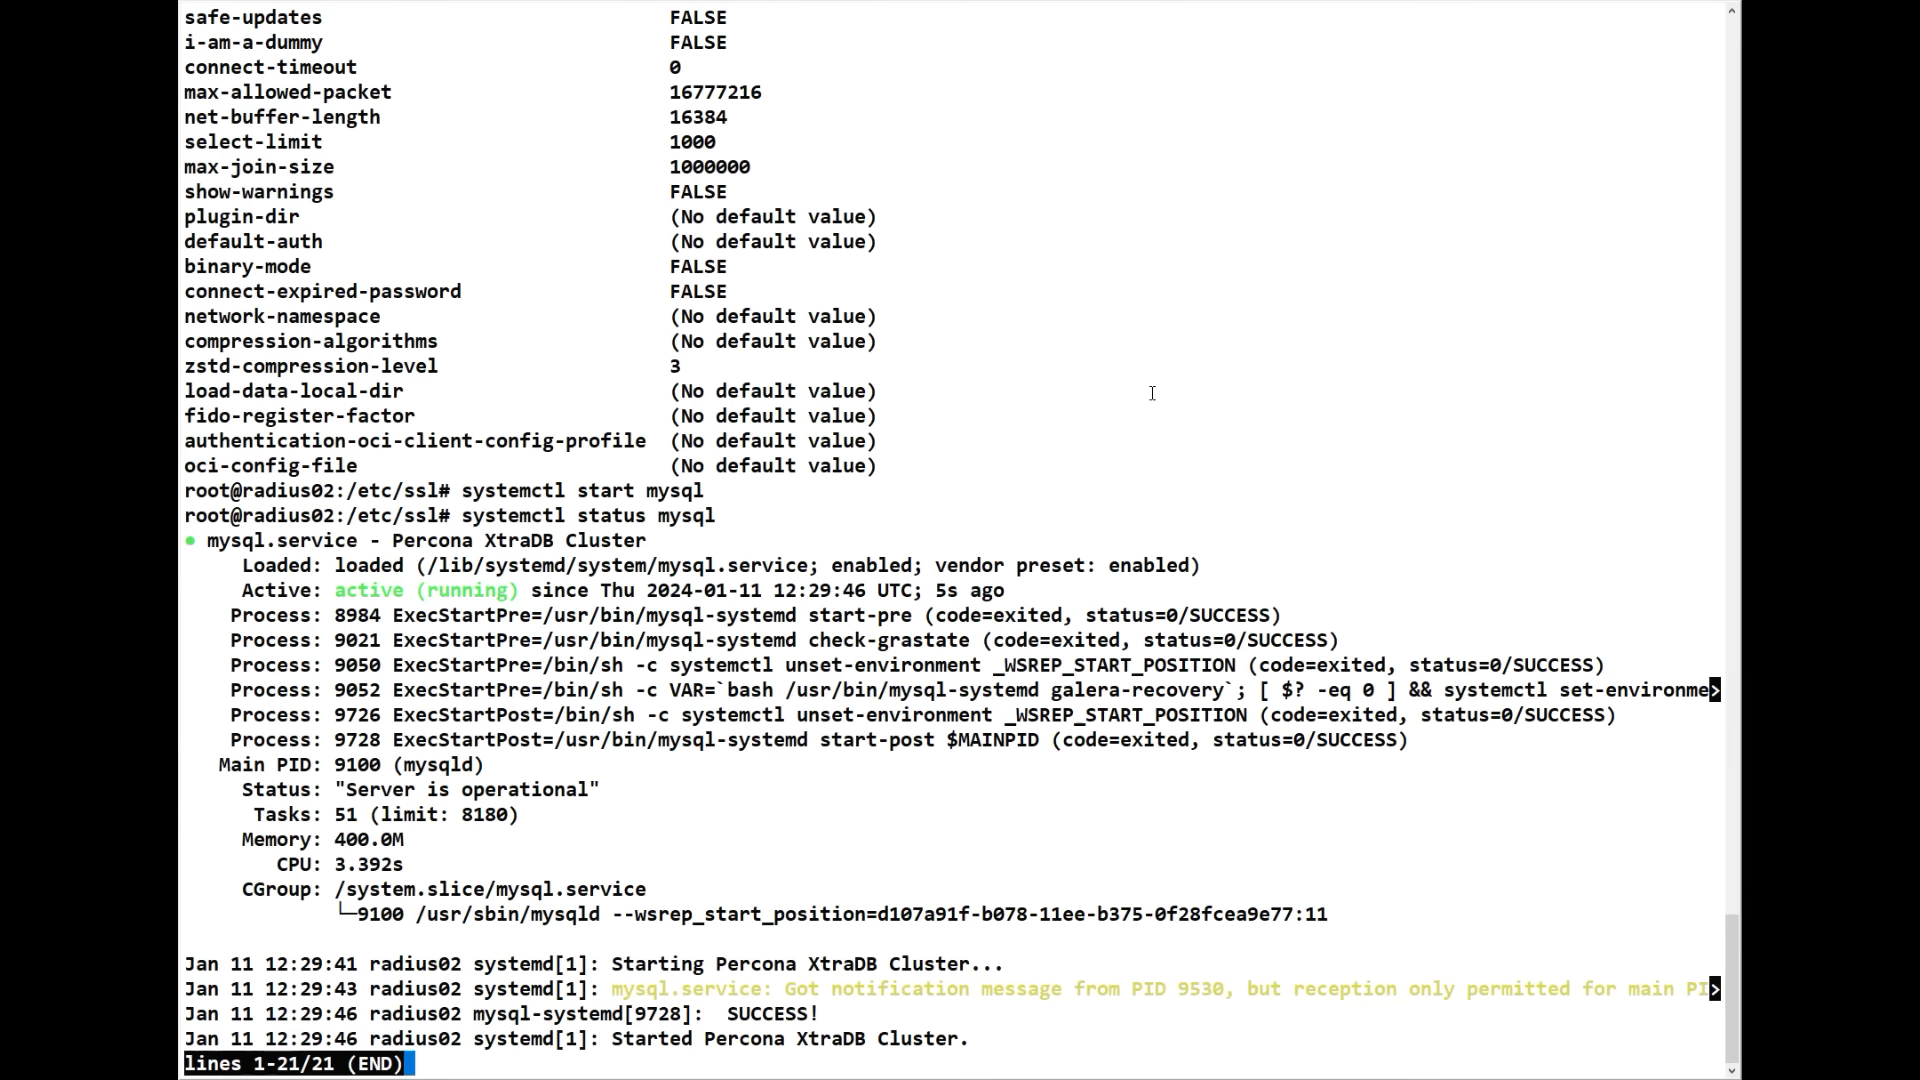 safe-updates                              FALSE
i-am-a-dummy                              FALSE
connect-timeout                           0
max-allowed-packet                        16777216
net-buffer-length                         16384
select-limit                              1000
max-join-size                             1000000
show-warnings                             FALSE
plugin-dir                                (No default value)
default-auth                              (No default value)
binary-mode                               FALSE
connect-expired-password                  FALSE
network-namespace                         (No default value)
compression-algorithms                    (No default value)
zstd-compression-level                    3
load-data-local-dir                       (No default value)
fido-register-factor                      (No default value)
authentication-oci-client-config-profile  (No default value)
oci-config-file                           (No default value)
root@radius02:/etc/ssl# systemctl start mysql
root@radius02:/etc/ssl# systemctl status mysql
● mysql.service - Percona XtraDB Cluster
     Loaded: loaded (/lib/systemd/system/mysql.service; enabled; vendor preset: enabled)
     Active: active (running) since Thu 2024-01-11 12:29:46 UTC; 5s ago
    Process: 8984 ExecStartPre=/usr/bin/mysql-systemd start-pre (code=exited, status=0/SUCCESS)
    Process: 9021 ExecStartPre=/usr/bin/mysql-systemd check-grastate (code=exited, status=0/SUCCESS)
    Process: 9050 ExecStartPre=/bin/sh -c systemctl unset-environment _WSREP_START_POSITION (code=exited, status=0/SUCCESS)
    Process: 9052 ExecStartPre=/bin/sh -c VAR=`bash /usr/bin/mysql-systemd galera-recovery`; [ $? -eq 0 ] && systemctl set-environme>
    Process: 9726 ExecStartPost=/bin/sh -c systemctl unset-environment _WSREP_START_POSITION (code=exited, status=0/SUCCESS)
    Process: 9728 ExecStartPost=/usr/bin/mysql-systemd start-post $MAINPID (code=exited, status=0/SUCCESS)
   Main PID: 9100 (mysqld)
     Status: "Server is operational"
      Tasks: 51 (limit: 8180)
     Memory: 400.0M
        CPU: 3.392s
     CGroup: /system.slice/mysql.service
             └─9100 /usr/sbin/mysqld --wsrep_start_position=d107a91f-b078-11ee-b375-0f28fcea9e77:11

Jan 11 12:29:41 radius02 systemd[1]: Starting Percona XtraDB Cluster...
Jan 11 12:29:43 radius02 systemd[1]: mysql.service: Got notification message from PID 9530, but reception only permitted for main PI>
Jan 11 12:29:46 radius02 mysql-systemd[9728]:  SUCCESS!
Jan 11 12:29:46 radius02 systemd[1]: Started Percona XtraDB Cluster.
lines 1-21/21 (END)